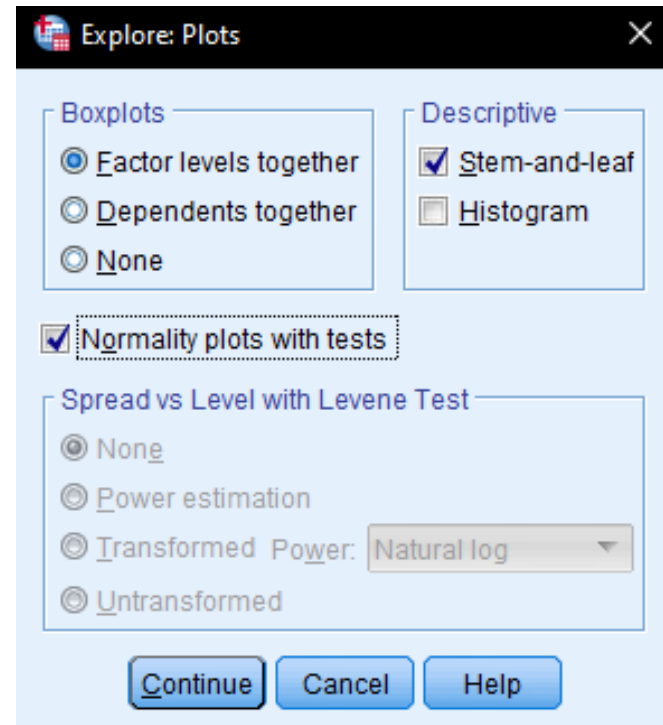 Explore: Plots
Boxplots
Factor levels together
Dependents together
None
Descriptive
Stem-and-leaf
Histogram
Normality plots with tests
Spread vs Level with Levene Test
None
Power estimation
Transformed Power: Natural log
Untransformed
Continue Cancel Help